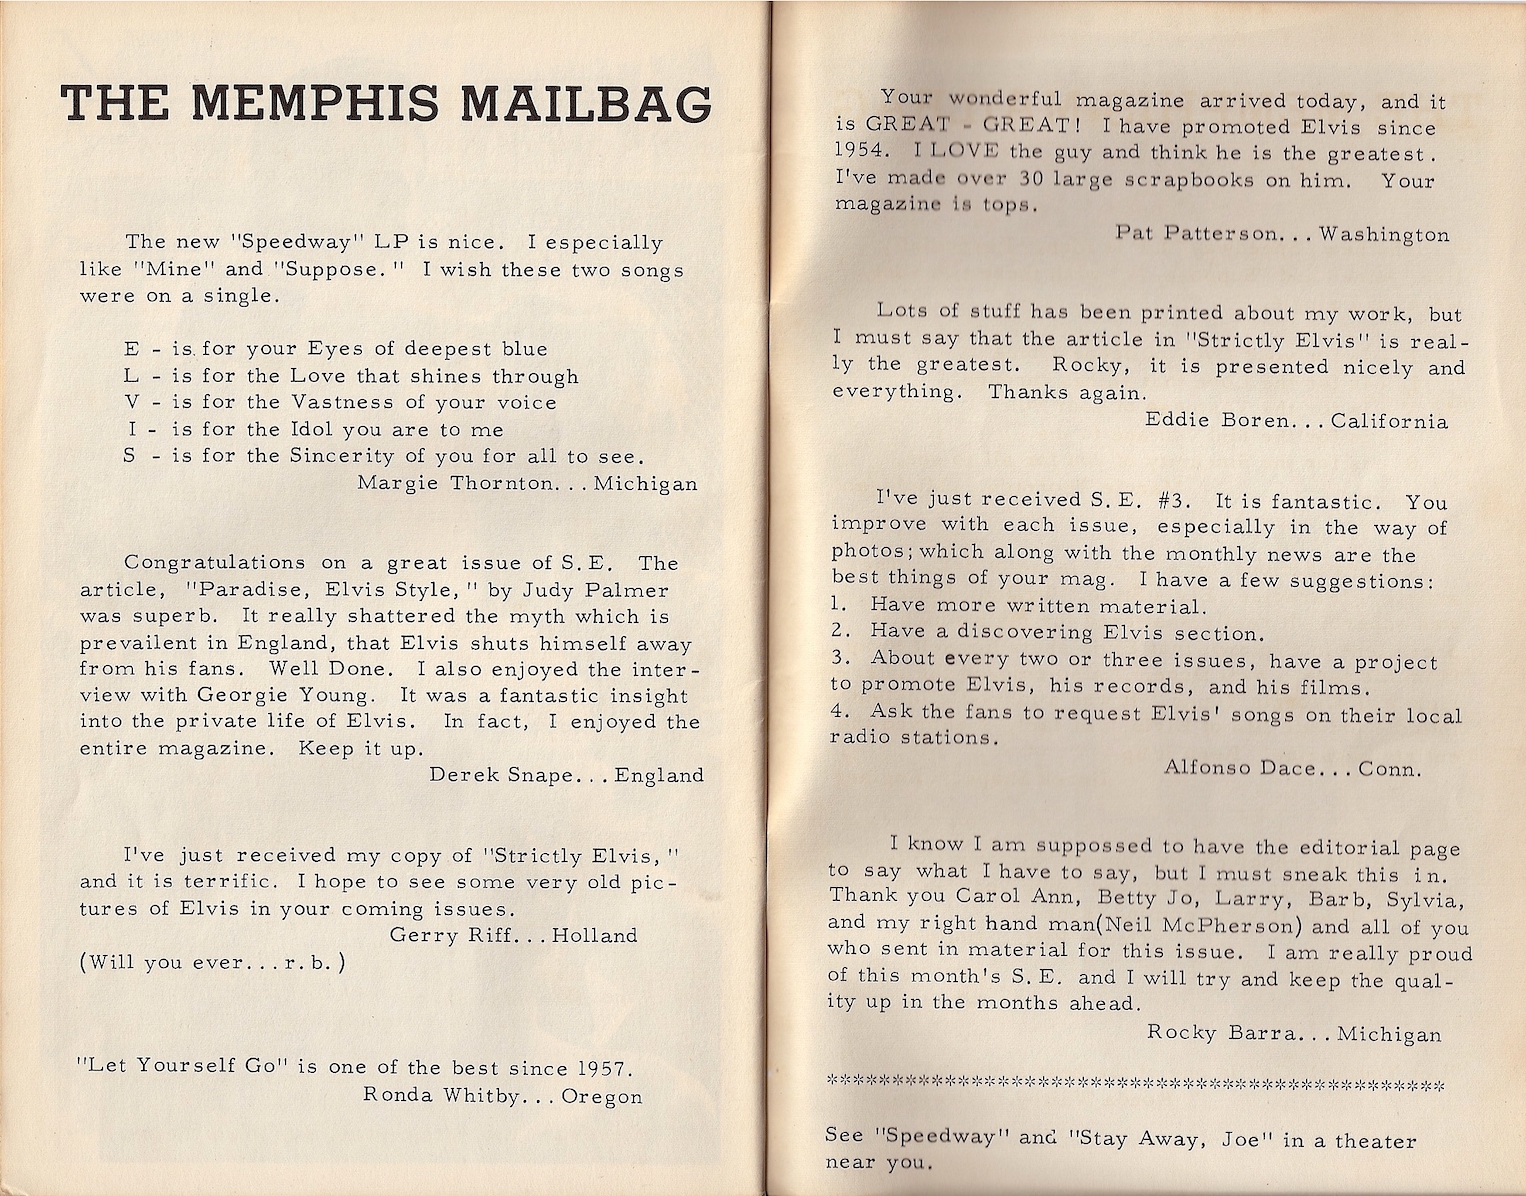 THE MEMPHIS MAILBAG
The new "Speedway" LP is nice. I especially
like "Mine" and "Suppose." I wish these two songs
were on a single.
E - is for your Eyes of deepest blue
L - is for the Love that shines through
V - is for the Vastness of your voice
I - is for the Idol you are to me
S - is for the Sincerity of you for all to see.
Margie Thornton...Michigan
Congratulations on a great issue of S.E. The
article, "Paradise, Elvis Style," by Judy Palmer
was superb. It really shattered the myth which is
prevailent in England, that Elvis shuts himself away
from his fans. Well Done. I also enjoyed the inter-
view with Georgie Young. It was a fantastic insight
into the private life of Elvis. In fact, I enjoyed the
entire magazine. Keep it up.
Derek Snape...England
I've just received my copy of "Strictly Elvis,"
and it is terrific. I hope to see some very old pic-
tures of Elvis in your coming issues.
Gerry Riff...Holland
(Will you ever...r.b.)
"Let Yourself Go" is one of the best since 1957.
Ronda Whitby...Oregon
Your wonderful magazine arrived today, and it
is GREAT - GREAT! I have promoted Elvis since
1954. I LOVE the guy and think he is the greatest.
I've made over 30 large scrapbooks on him. Your
magazine is tops.
Pat Patterson...Washington
Lots of stuff has been printed about my work, but
I must say that the article in "Strictly Elvis" is real-
ly the greatest. Rocky, it is presented nicely and
everything. Thanks again.
Eddie Boren...California
I've just received S.E. #3. It is fantastic. You
improve with each issue, especially in the way of
photos; which along with the monthly news are the
best things of your mag. I have a few suggestions:
1. Have more written material.
2. Have a discovering Elvis section.
3. About every two or three issues, have a project
to promote Elvis, his records, and his films.
4. Ask the fans to request Elvis' songs on their local
radio stations.
Alfonso Dace...Conn.
I know I am suppossed to have the editorial page
to say what I have to say, but I must sneak this in.
Thank you Carol Ann, Betty Jo, Larry, Barb, Sylvia,
and my right hand man(Neil McPherson) and all of you
who sent in material for this issue. I am really proud
of this month's S.E. and I will try and keep the qual-
ity up in the months ahead.
Rocky Barra...Michigan
***********************************************
See "Speedway" and "Stay Away, Joe" in a theater
near you.